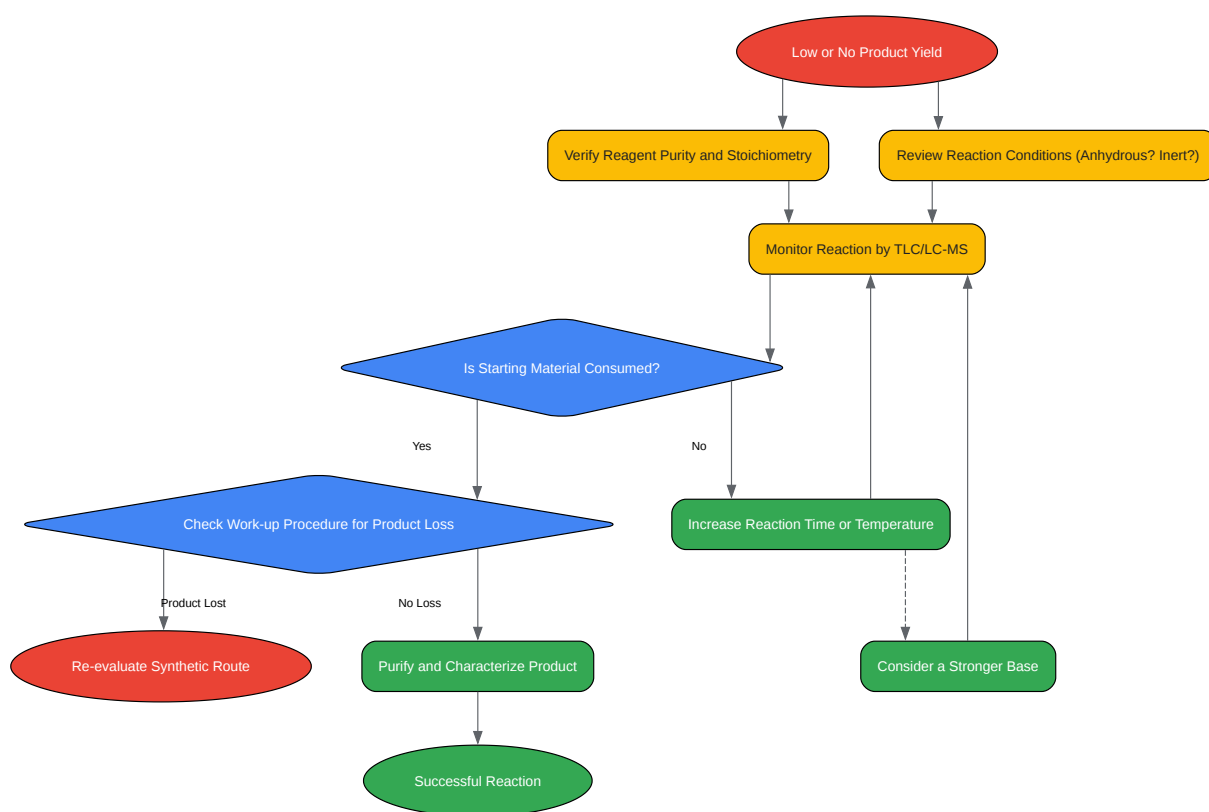 Low or No Product Yield
Verify Reagent Purity and Stoichiometry
Review Reaction Conditions (Anhydrous? Inert?)
Monitor Reaction by TLC/LC-MS
Is Starting Material Consumed?
Yes
No
Check Work-up Procedure for Product Loss
Increase Reaction Time or Temperature
Product Lost
No Loss
Re-evaluate Synthetic Route
Purify and Characterize Product
Consider a Stronger Base
Successful Reaction